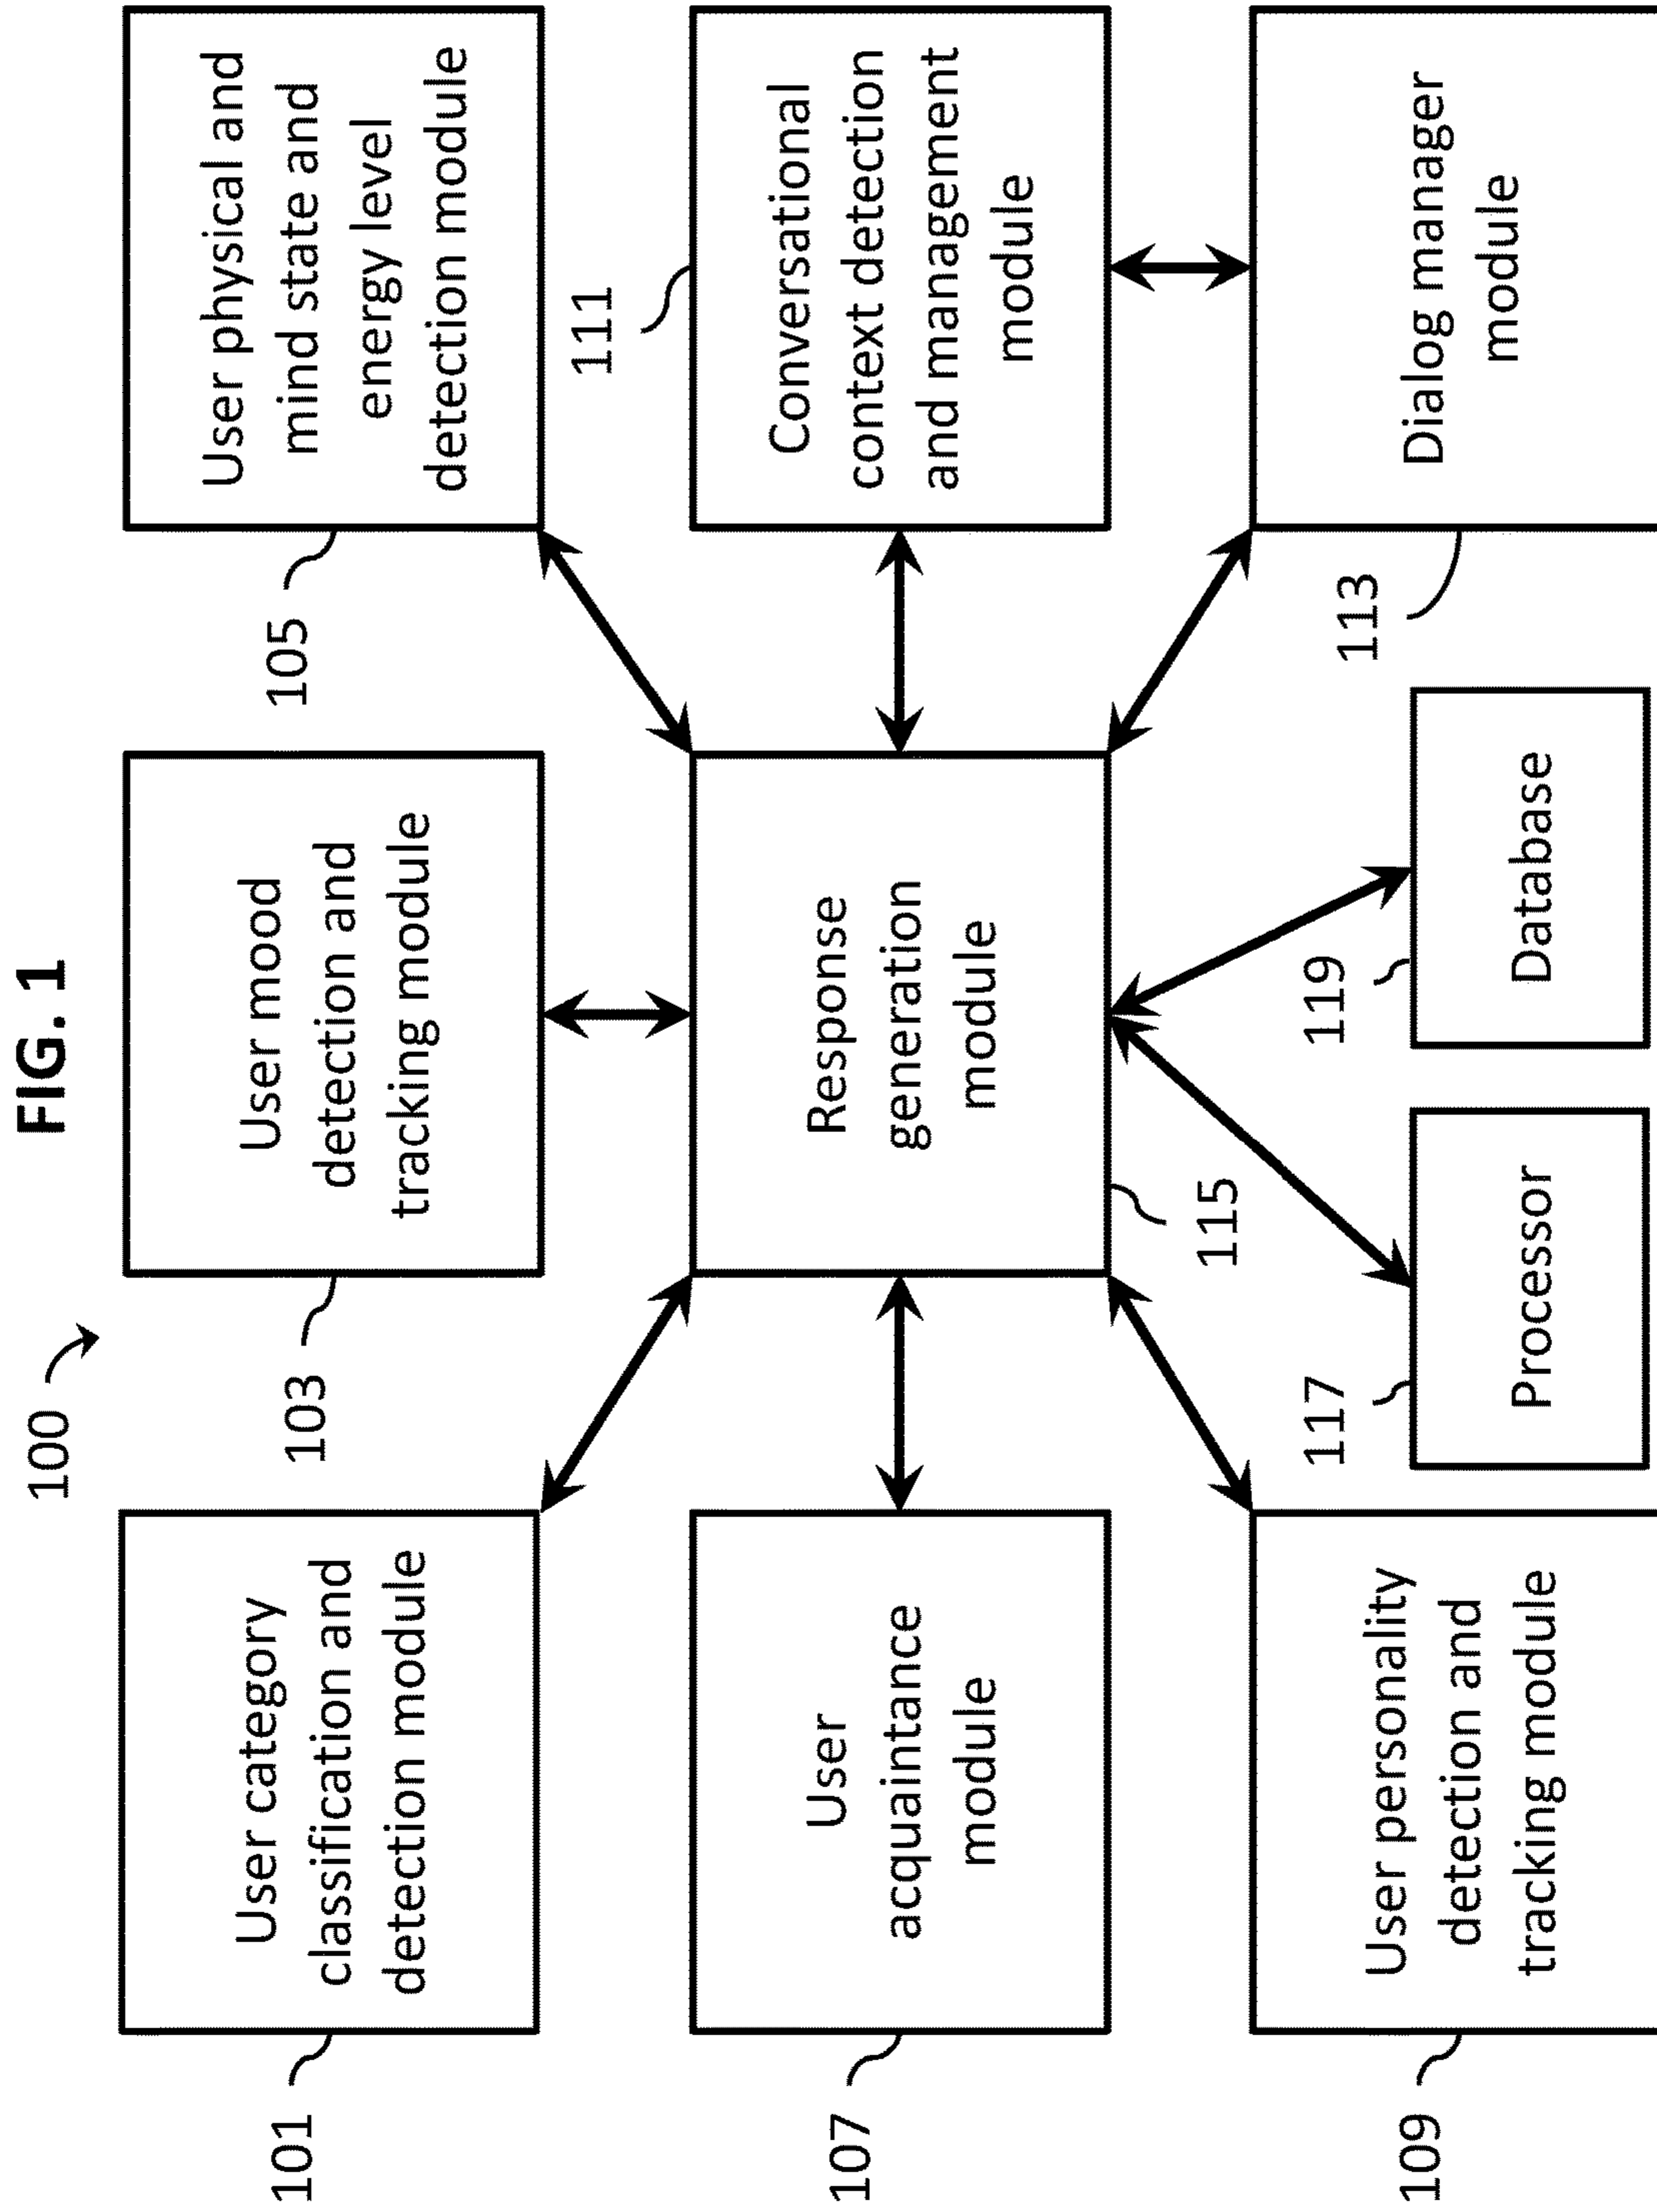 FIG. 1
100
101
User category
classification and
detection module
103
User mood
detection and
tracking module
105
User physical and
mind state and
energy level
detection module
107
User
acquaintance
module
Response
generation
module
115
111
Conversational
context detection
and management
module
109
User personality
detection and
tracking module
117
Processor
119
Database
113
Dialog manager
module